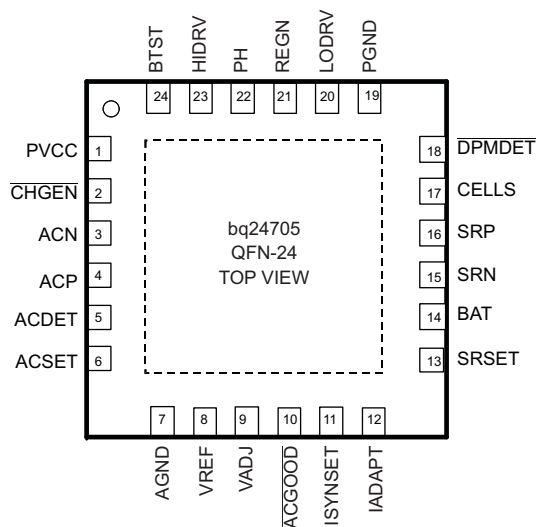 BTST
HIDRV
PH
REGN
LODRV
PGND
24
23
22
21
20
19
PVCC 1
CHGEN 2
ACN 3
ACP 4
ACDET 5
ACSET 6
bq24705
QFN-24
TOP VIEW
18 DPMDET
17 CELLS
16 SRP
15 SRN
14 BAT
13 SRSET
7
8
9
10
11
12
AGND
VREF
VADJ
ACGOOD
ISYNSET
IADAPT